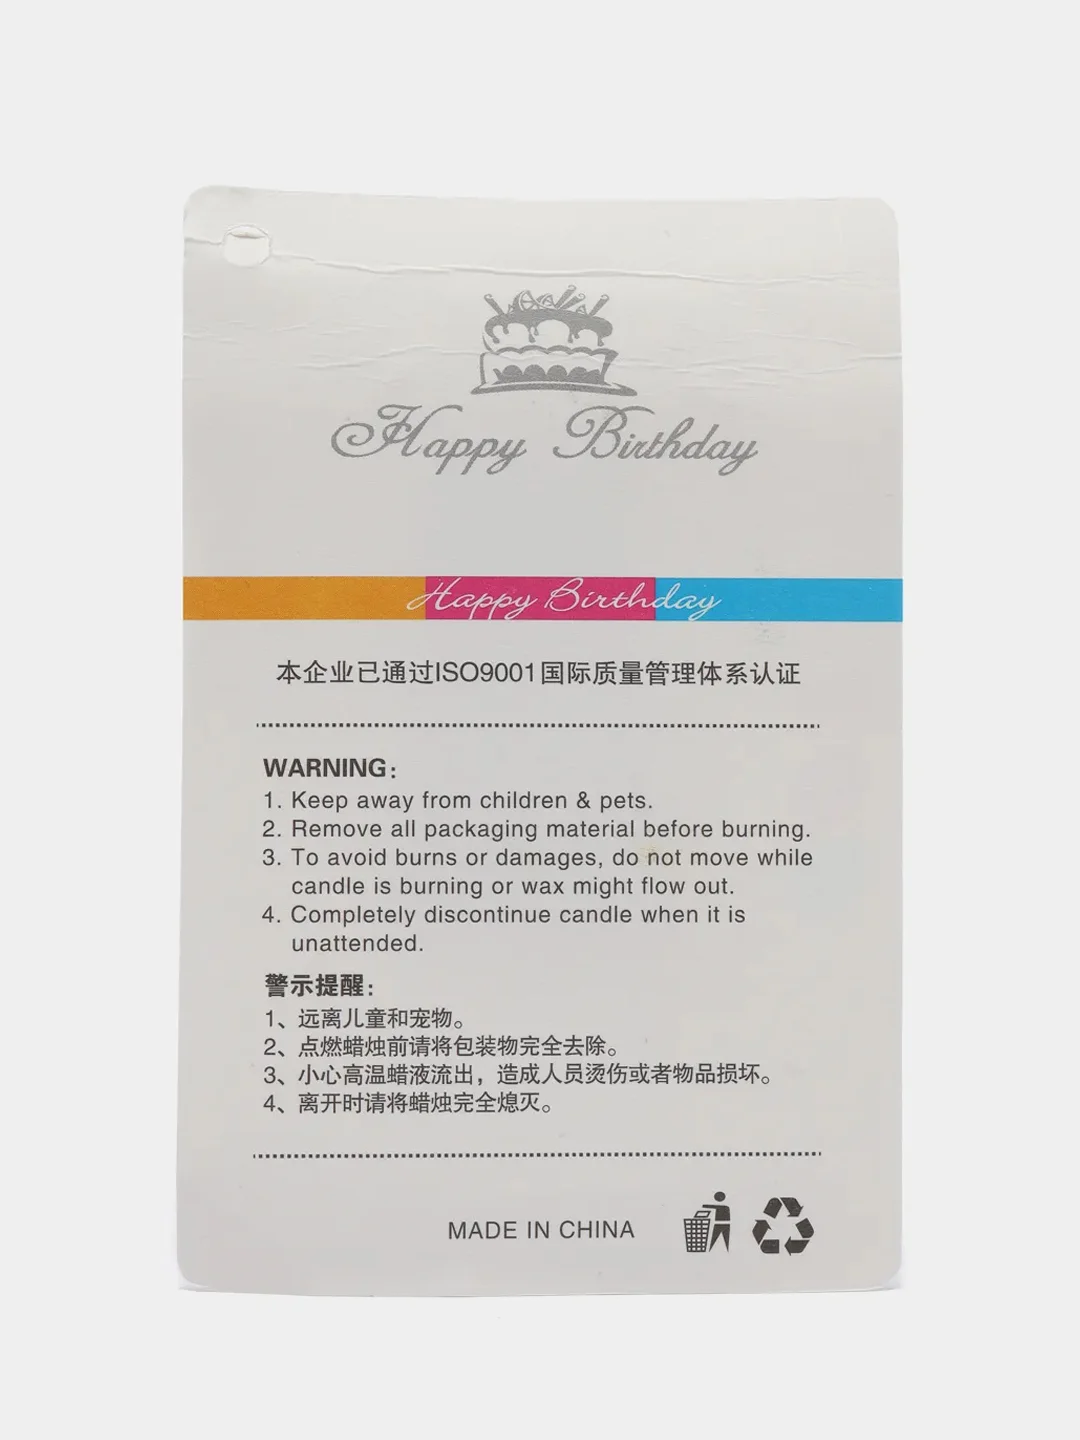 Happy Birthday
Happy Birthday
本企业已通过ISO9001国际质量管理体系认证
WARNING:
1. Keep away from children & pets.
2. Remove all packaging material before burning.
3. To avoid burns or damages, do not move while
candle is burning or wax might flow out.
4. Completely discontinue candle when it is
unattended.
警示提醒：
1、远离儿童和宠物。
2、点燃蜡烛前请将包装物完全去除。
3、小心高温蜡液流出，造成人员烫伤或者物品损坏。
4、离开时请将蜡烛完全熄灭。
MADE IN CHINA